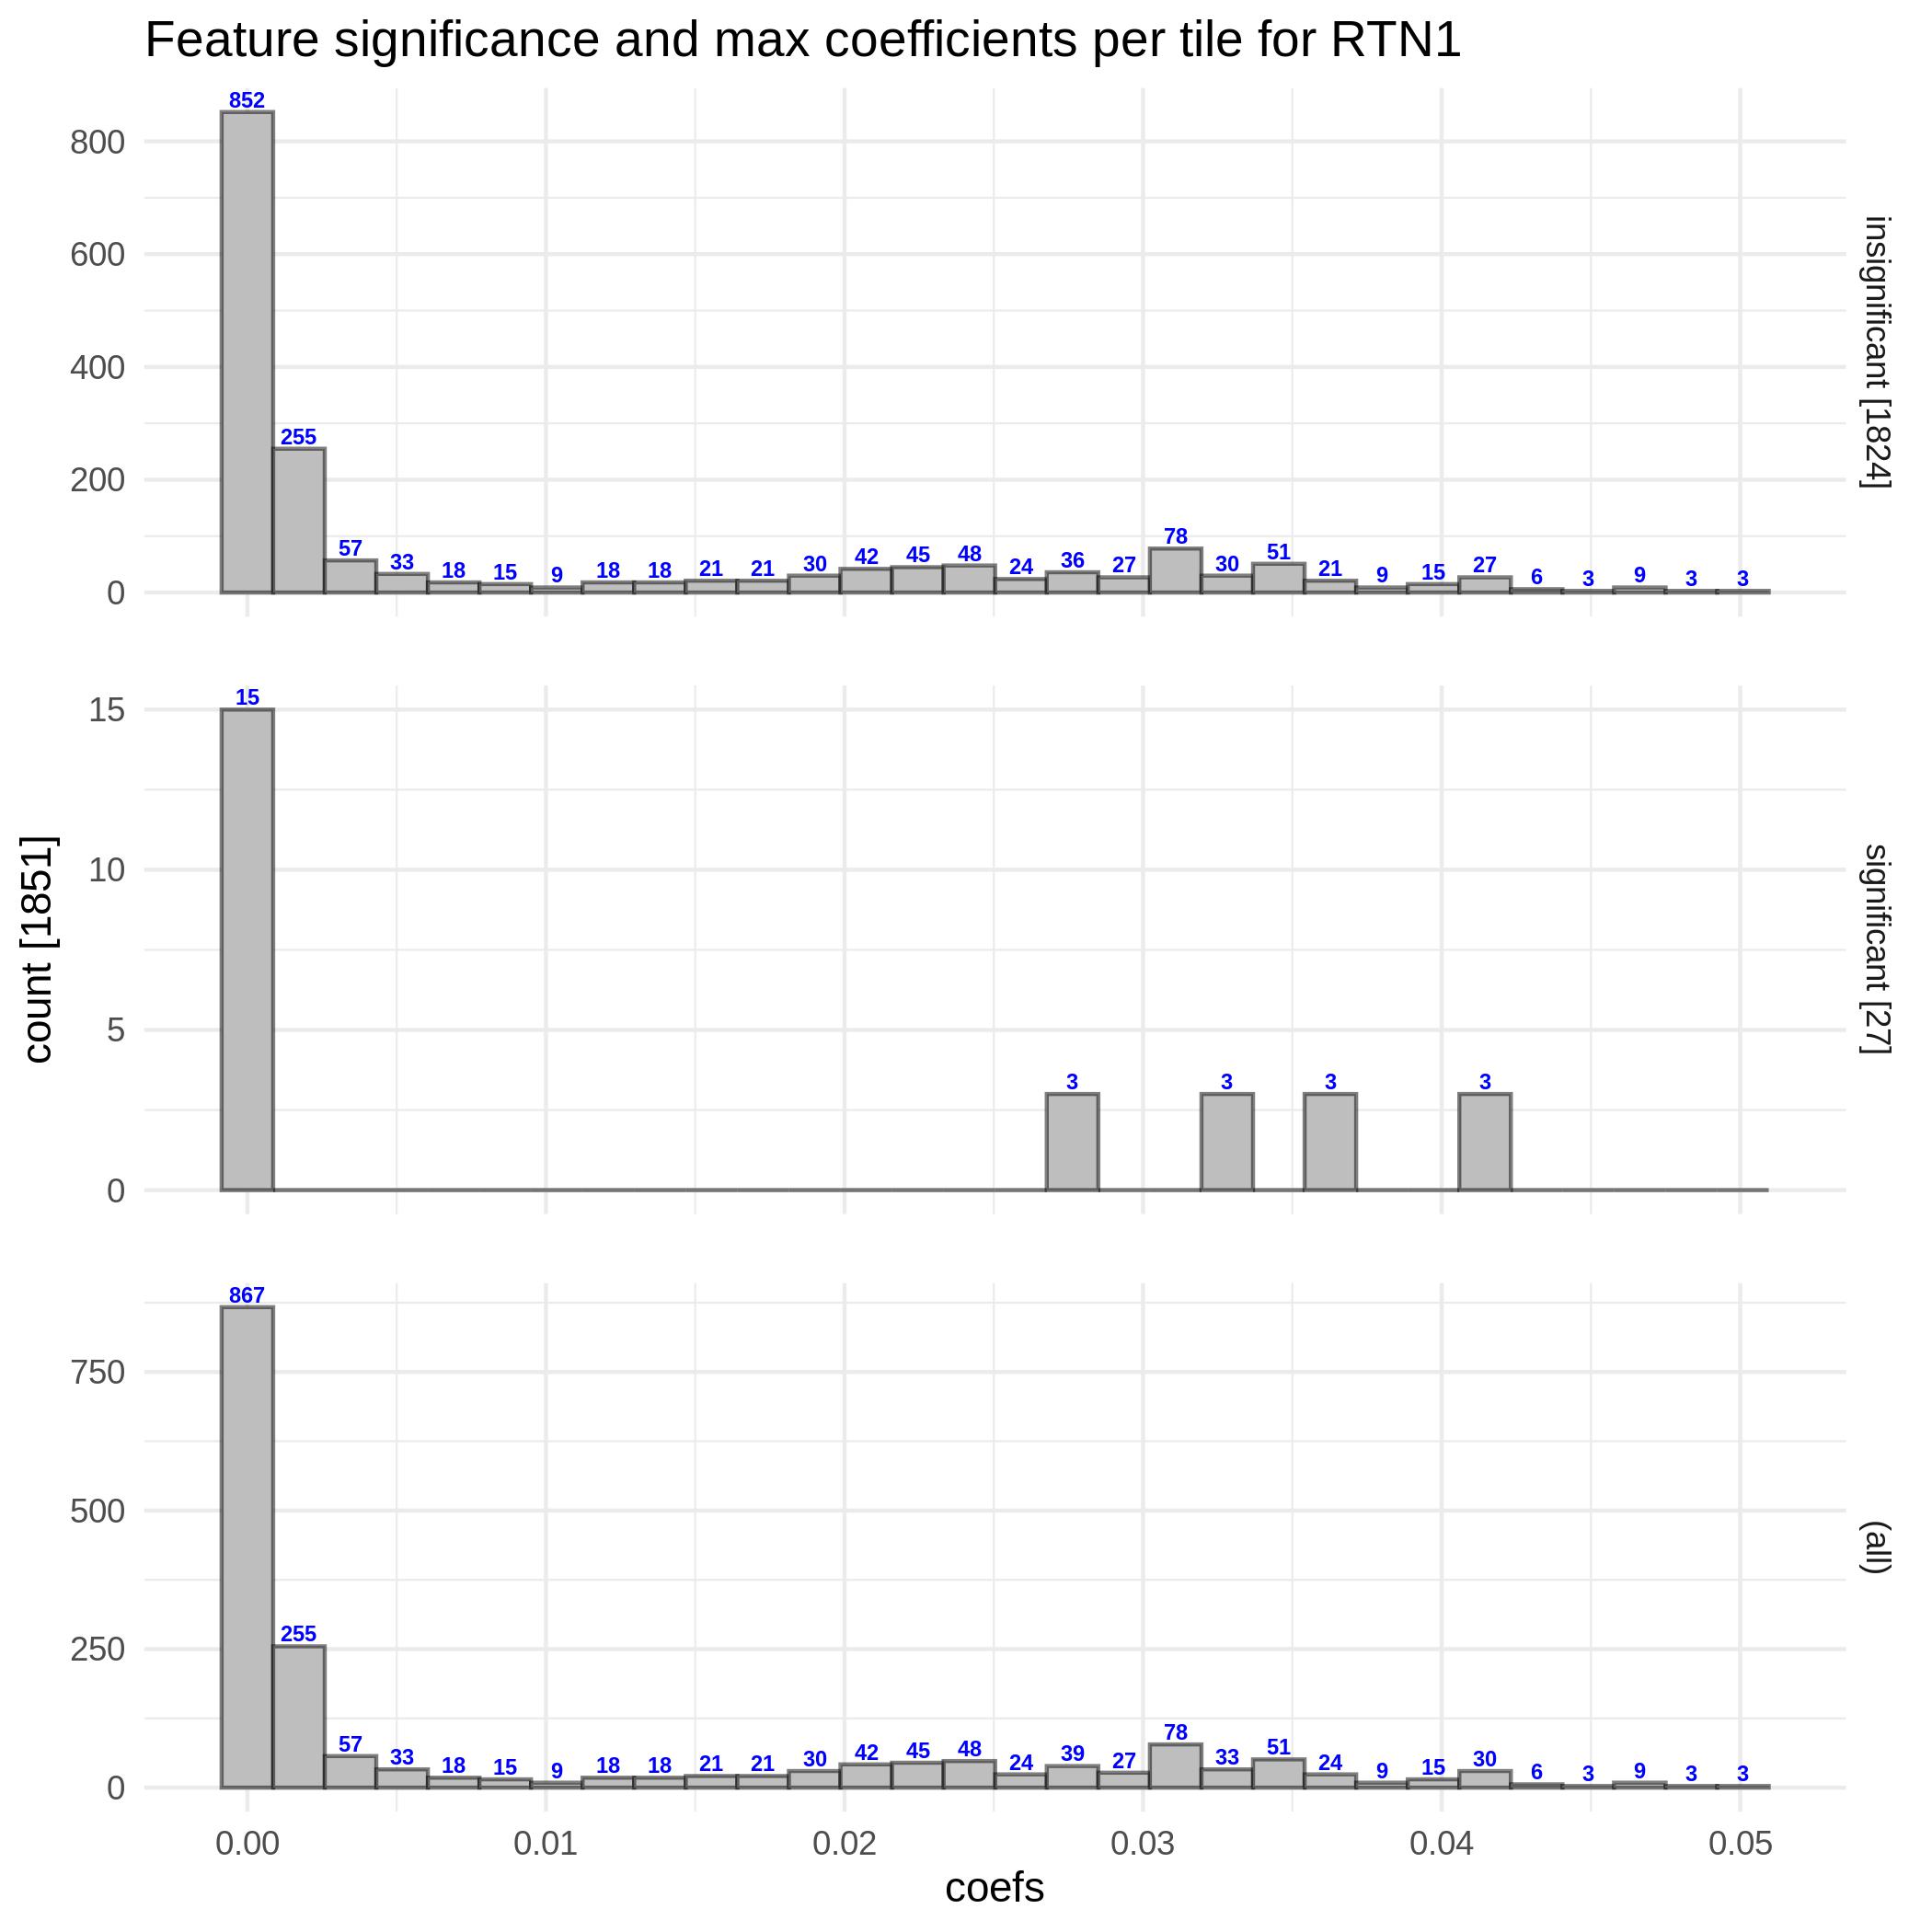 Feature significance and max coefficients per tile for RTN1
852
800
600
400
255
200
57 33 18 15 9 18 18 21 21 30 42 45 48 24 36 27 78 30 51 21 9 15 27 6 3 9 3 3
0
insignificant [1824]
15
15
10
5
3 3 3 3
0
significant [27]
count [1851]
867
750
500
255
250
57 33 18 15 9 18 18 21 21 30 42 45 48 24 39 27 78 33 51 24 9 15 30 6 3 9 3 3
0
(all)
0.00 0.01 0.02 0.03 0.04 0.05
coefs